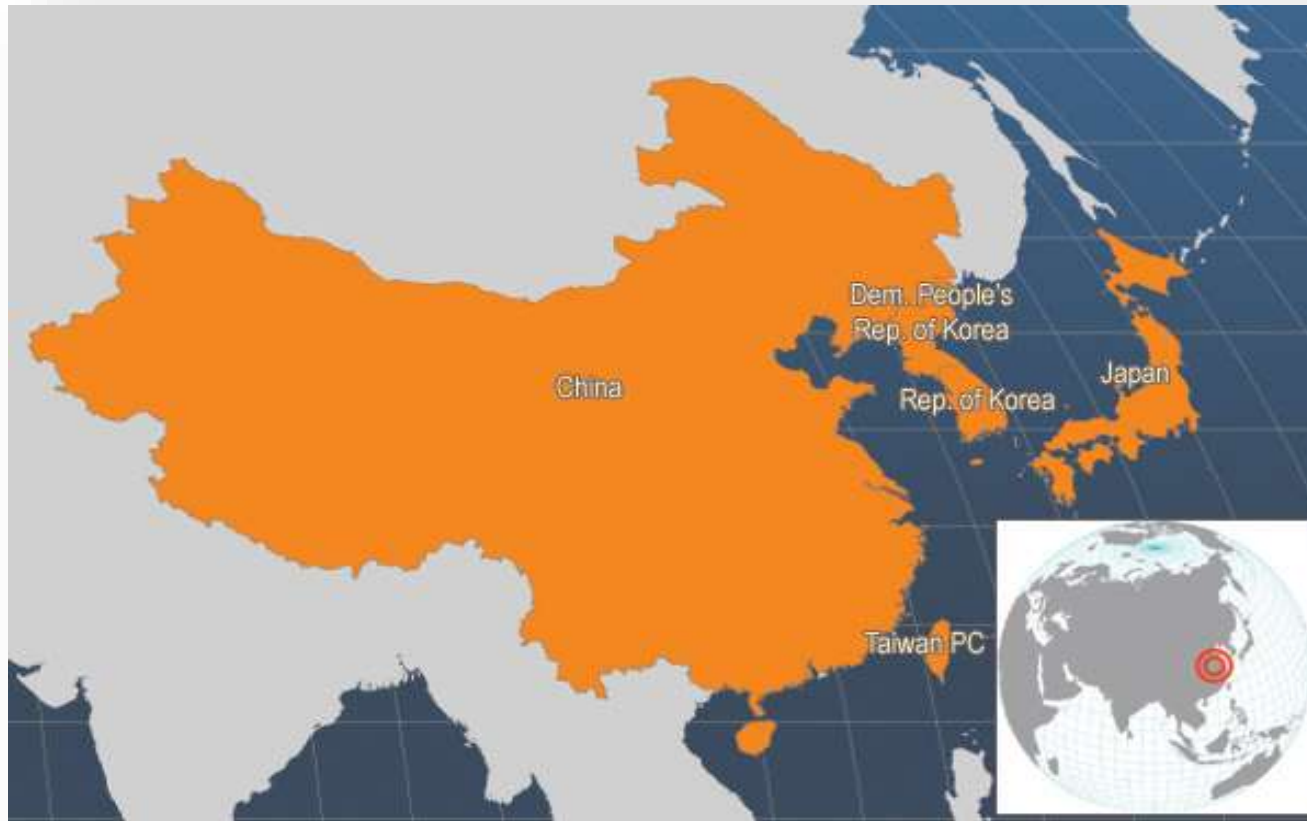 Dem. People's
Rep. of Korea
China
Rep. of Korea
Japan
Taiwan PC